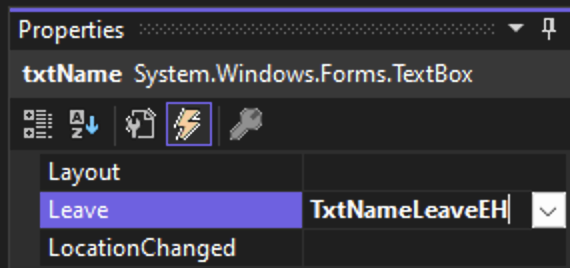 Properties
txtName System.Windows.Forms.TextBox
Layout
Leave TxtNameLeaveEH
LocationChanged